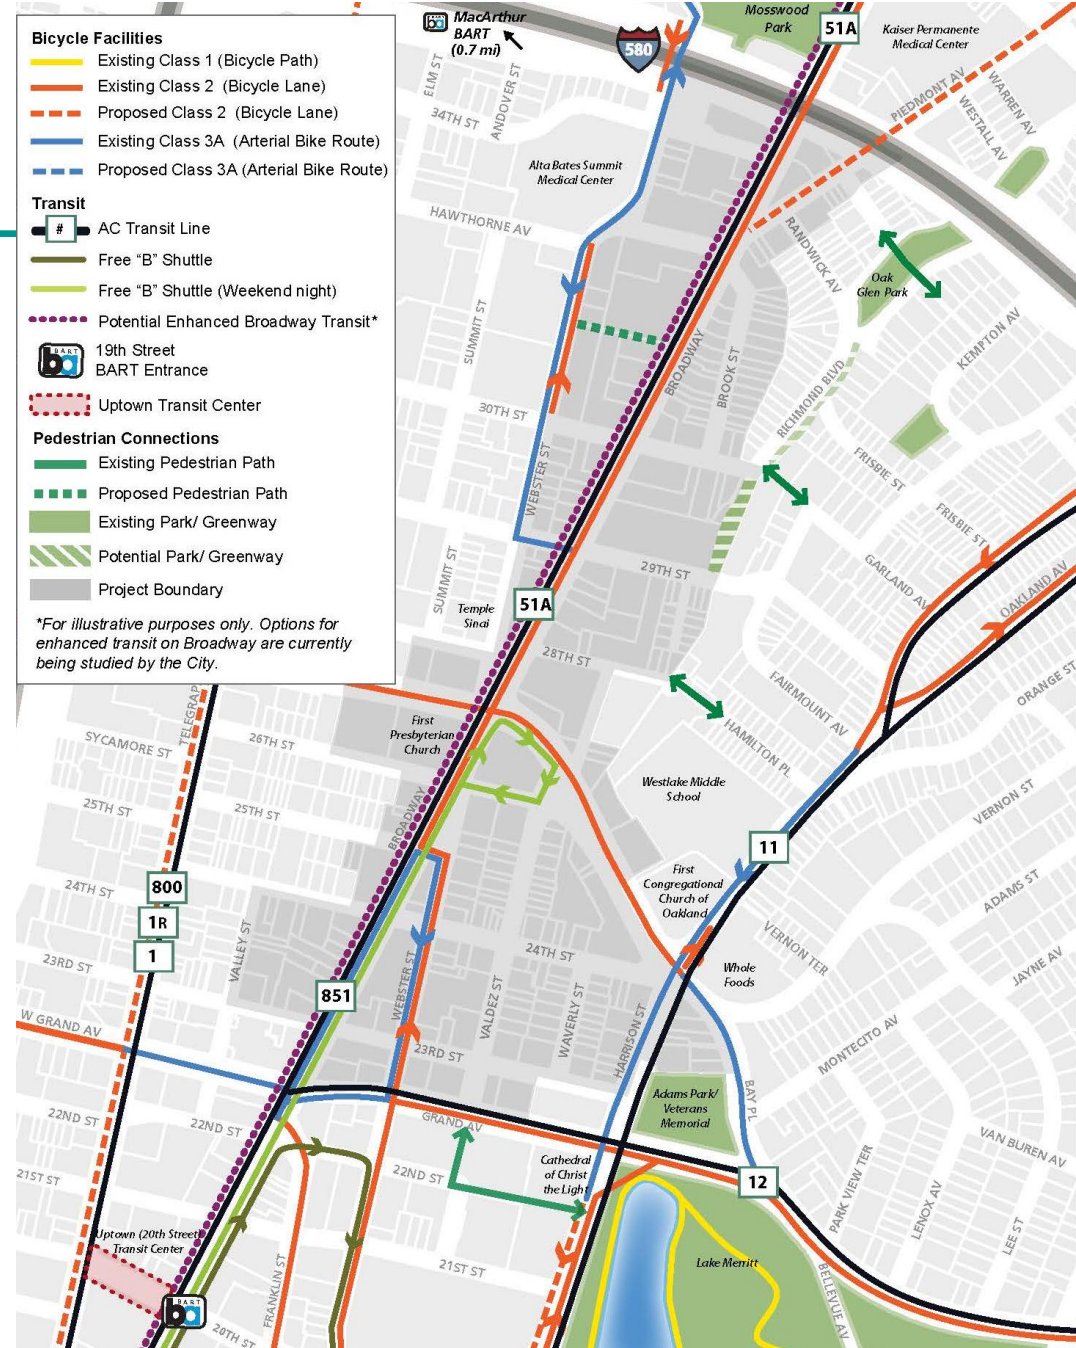 Bicycle Facilities
Existing Class 1 (Bicycle Path)
Existing Class 2 (Bicycle Lane)
Proposed Class 2 (Bicycle Lane)
Existing Class 3A (Arterial Bike Route)
Proposed Class 3A (Arterial Bike Route)
Transit
# AC Transit Line
Free “B” Shuttle
Free “B” Shuttle (Weekend night)
Potential Enhanced Broadway Transit*
BART
ba
19th Street
BART Entrance
Uptown Transit Center
Pedestrian Connections
Existing Pedestrian Path
Proposed Pedestrian Path
Existing Park/ Greenway
Potential Park/ Greenway
Project Boundary
*For illustrative purposes only. Options for
enhanced transit on Broadway are currently
being studied by the City.
ba
MacArthur
BART
(0.7 mi)
580
Mosswood
Park
51A
Kaiser Permanente
Medical Center
PIEDMONT AV
WARREN AV
WESTALL AV
ELM ST
ANDOVER ST
34TH ST
Alta Bates Summit
Medical Center
HAWTHORNE AV
RANDWICK AV
Oak
Glen Park
KEMPTON AV
SUMMIT ST
BROADWAY
BROOK ST
RICHMOND BLVD
30TH ST
WEBSTER ST
FRISBIE ST
FRISBIE ST
GARLAND AV
OAKLAND AV
29TH ST
SUMMIT ST
Temple
Sinai
51A
28TH ST
ORANGE ST
FAIRMOUNT AV
HAMILTON PL
TELEGRAP
SYCAMORE ST
26TH ST
First
Presbyterian
Church
Westlake Middle
School
25TH ST
25TH ST
BROADWAY
VERNON ST
11
24TH ST
800
1R
1
First
Congregational
Church of
Oakland
ADAMS ST
VALLEY ST
23RD ST
24TH ST
VERNON TER
Whole
Foods
JAYNE AV
851
WEBSTER ST
VALDEZ ST
WAVERLY ST
HARRISON ST
W GRAND AV
23RD ST
MONTECITO AV
BAY PL
Adams Park/
Veterans
Memorial
22ND ST
22ND ST
GRAND AV
VAN BUREN AV
21ST ST
22ND ST
Cathedral
of Christ
the Light
12
PARK VIEW TER
LENOX AV
LEE ST
Uptown (20th Street)
Transit Center
21ST ST
Lake Merritt
BELLEVUE AV
FRANKLIN ST
BART
ba
20TH ST